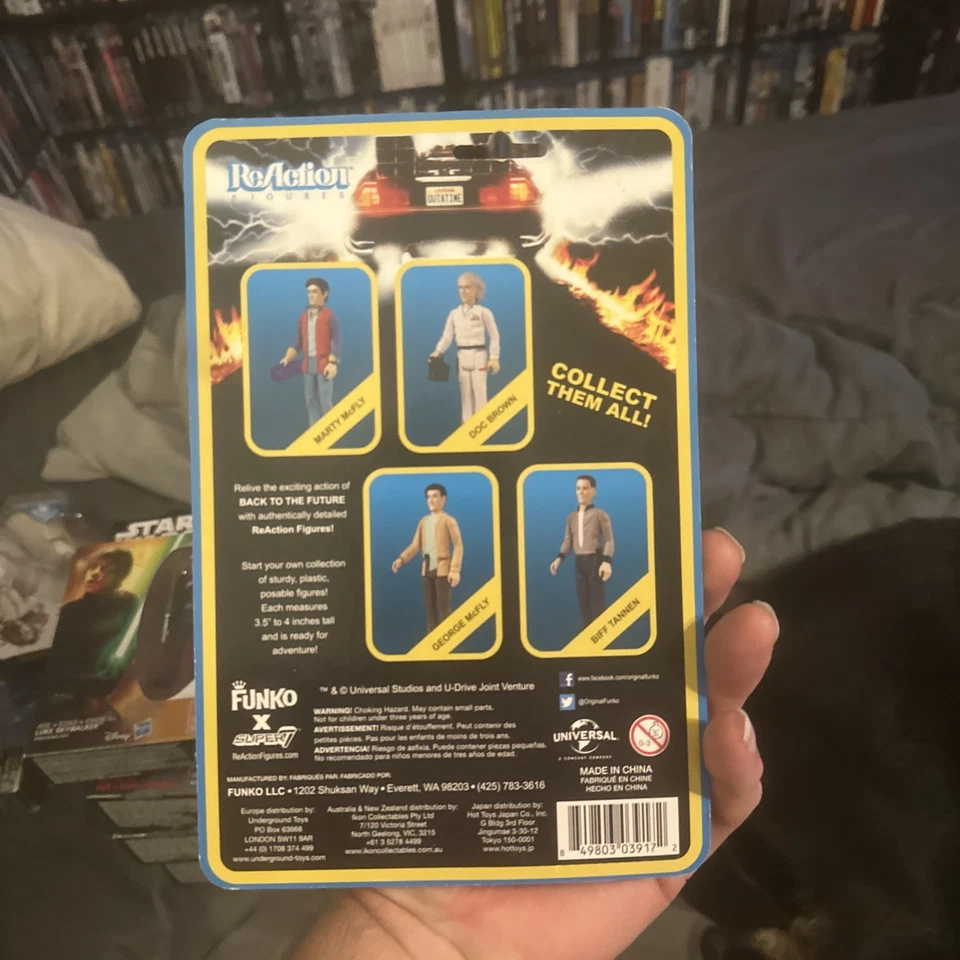 ReAction
FIGURES
OUTATIME
MARTY McFLY
DOC BROWN
COLLECT
THEM ALL!
Relive the exciting action of
BACK TO THE FUTURE
with authentically detailed
ReAction Figures!
Start your own collection
of sturdy, plastic,
posable figures!
Each measures
3.5" to 4 inches tall
and is ready for
adventure!
GEORGE McFLY
BIFF TANNEN
FUNKO
X
SUPER7
ReActionFigures.com
™ & © Universal Studios and U-Drive Joint Venture
WARNING! Choking Hazard. May contain small parts.
Not for children under three years of age.
AVERTISSEMENT! Risque d'étouffement. Peut contenir des
petites pièces. Pas pour les enfants de moins de trois ans.
ADVERTENCIA! Riesgo de asfixia. Puede contener piezas pequeñas.
No recomendado para niños menores de tres años de edad.
www.facebook.com/originalfunko
@OriginalFunko
UNIVERSAL
A COMCAST COMPANY
0-3
MADE IN CHINA
FABRIQUÉ EN CHINE
HECHO EN CHINA
MANUFACTURED BY: FABRIQUÉS PAR: FABRICADO POR:
FUNKO LLC • 1202 Shuksan Way • Everett, WA 98203 • (425) 783-3616
Europe distribution by:
Underground Toys
PO Box 63668
LONDON SW11 9AR
+44 (0) 1708 374 499
www.underground-toys.com
Australia & New Zealand distribution by:
Ikon Collectables Pty Ltd
7/120 Victoria Street
North Geelong, VIC, 3215
+61 3 5278 4499
www.ikoncollectables.com.au
Japan distribution by:
Hot Toys Japan Co., Inc.
G Bldg 3rd Floor
Jingumae 3-30-12
Tokyo 150-0001
www.hottoys.jp
8 49803 03917 2
STAR
LUKE SKYWALKER
Disney
Hasbro